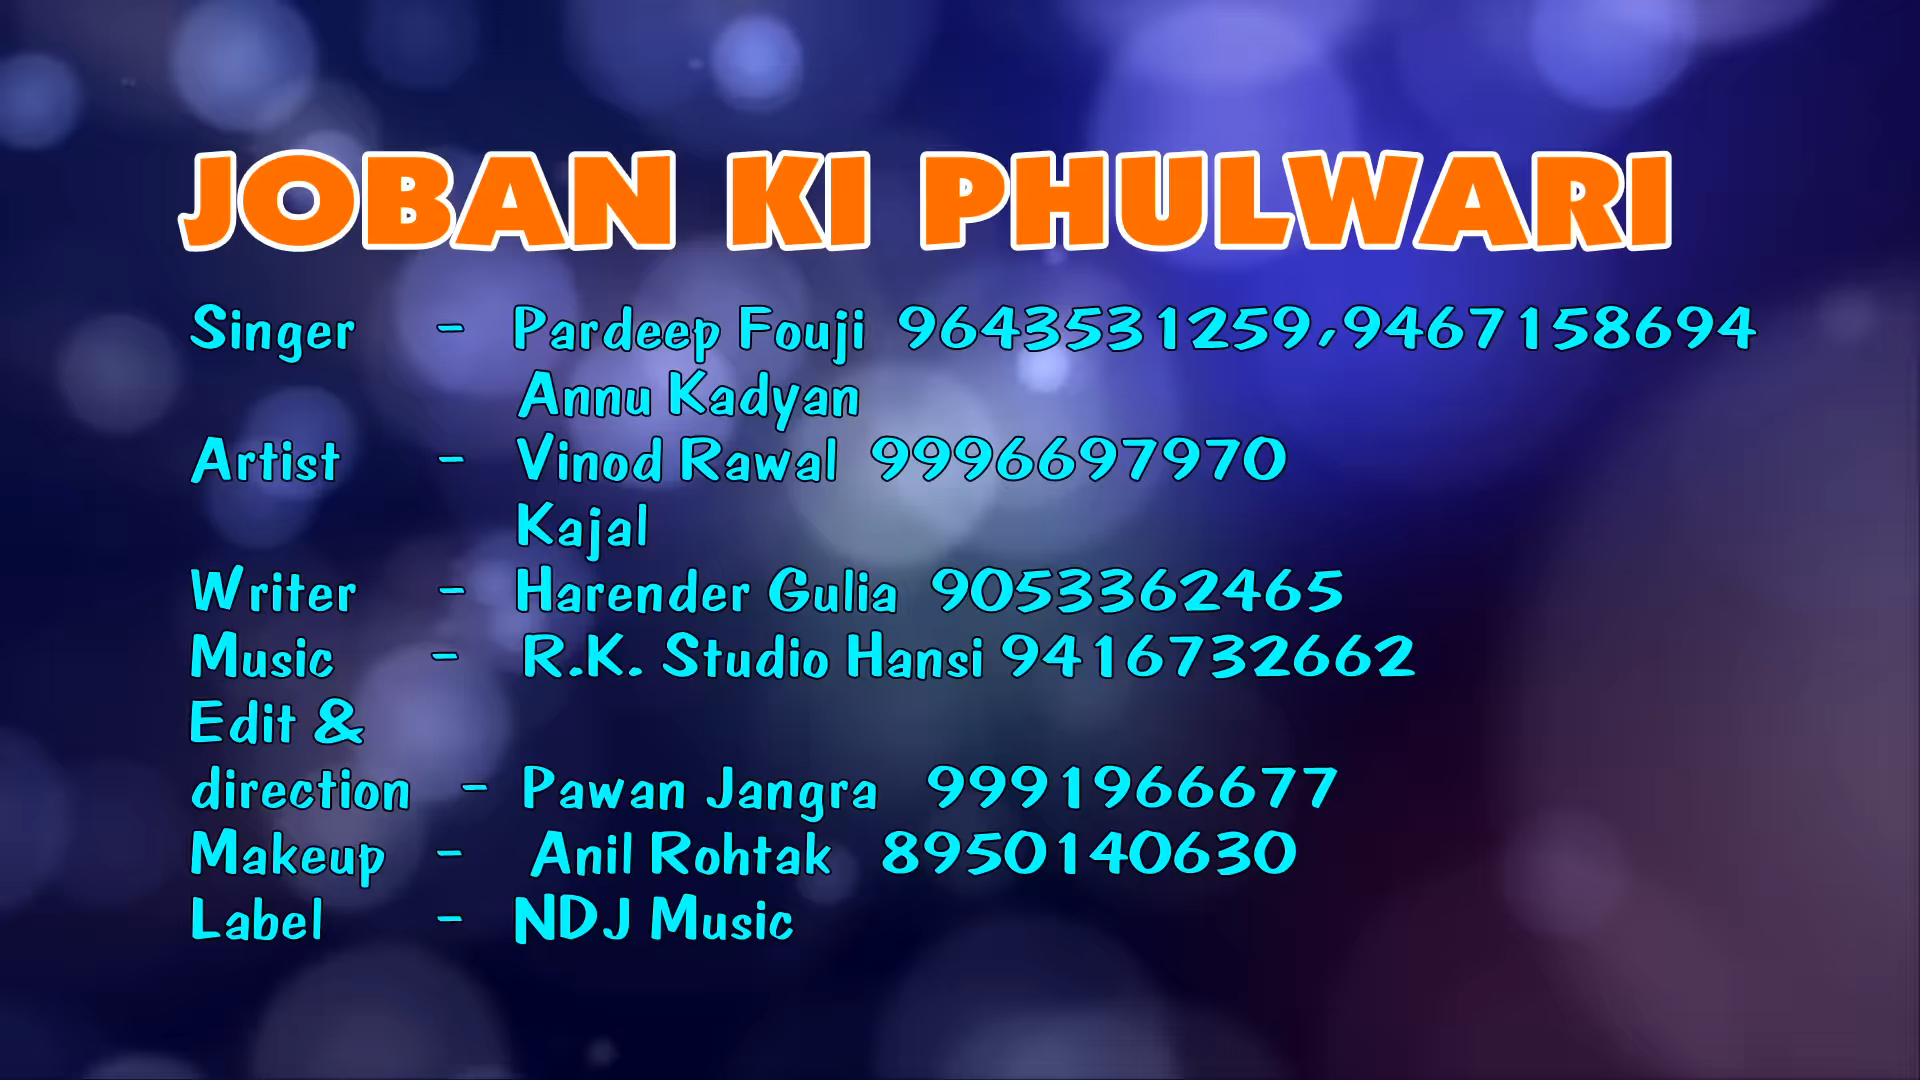 JOBAN KI PHULWARI
Singer - Pardeep Fouji 9643531259,9467158694
Annu Kadyan
Artist - Vinod Rawal 9996697970
Kajal
Writer - Harender Gulia 9053362465
Music - R.K. Studio Hansi 9416732662
Edit &
direction - Pawan Jangra 9991966677
Makeup - Anil Rohtak 8950140630
Label - NDJ Music